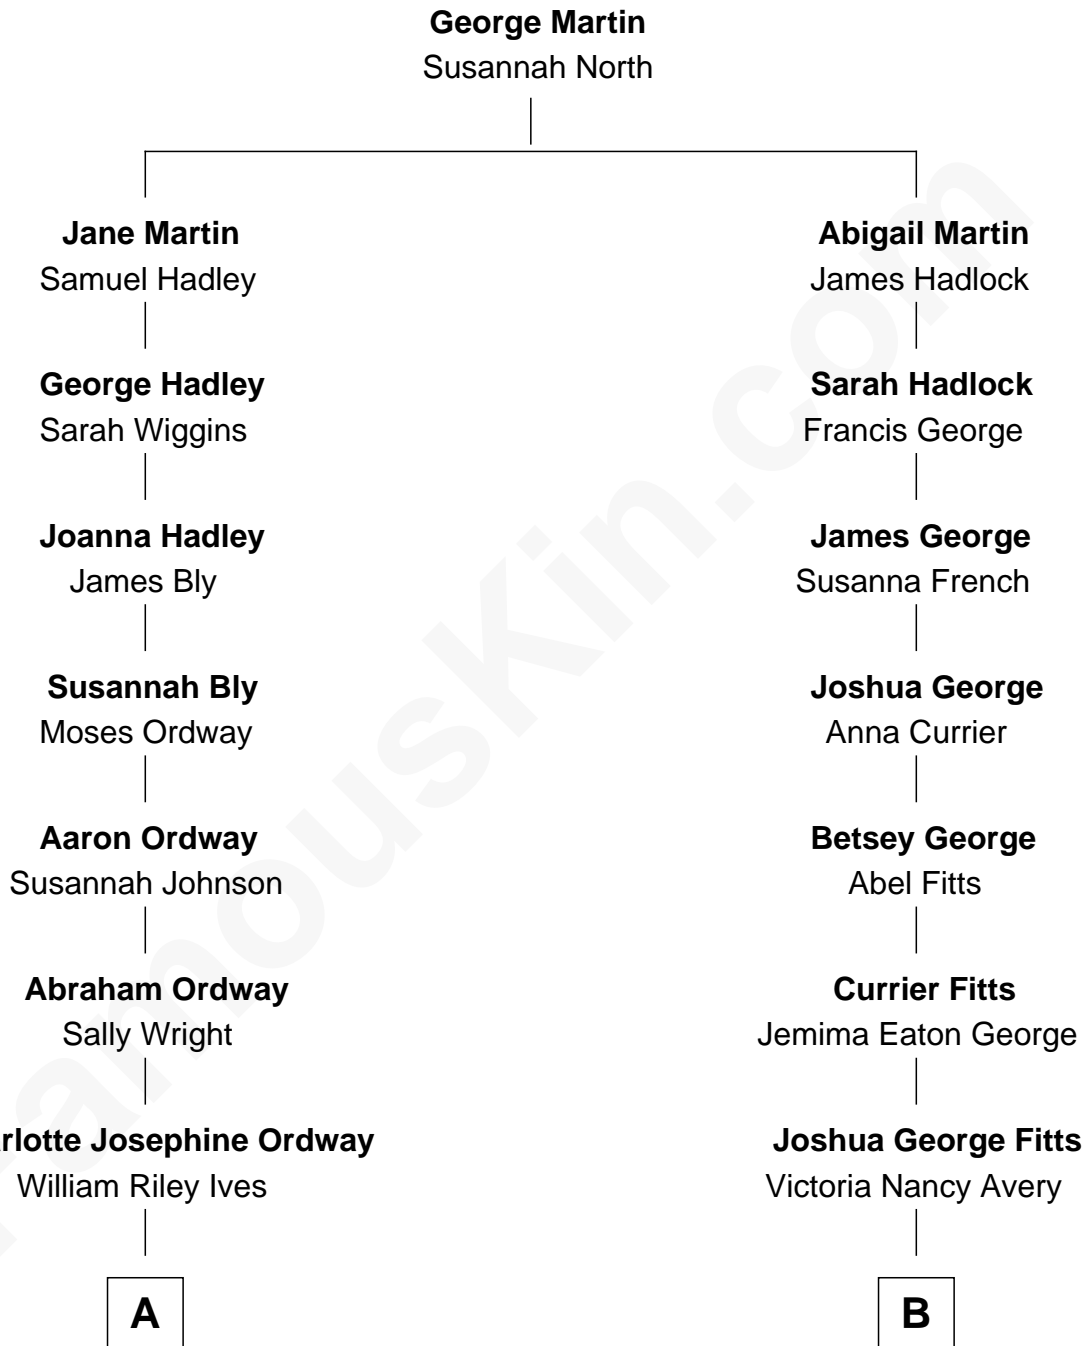 George Martin
Susannah North
Jane Martin
Samuel Hadley
Abigail Martin
James Hadlock
George Hadley
Sarah Wiggins
Sarah Hadlock
Francis George
Joanna Hadley
James Bly
James George
Susanna French
Susannah Bly
Moses Ordway
Joshua George
Anna Currier
Aaron Ordway
Susannah Johnson
Betsey George
Abel Fitts
Abraham Ordway
Sally Wright
Currier Fitts
Jemima Eaton George
rlotte Josephine Ordway
William Riley Ives
Joshua George Fitts
Victoria Nancy Avery
A
B
FamousKin.com